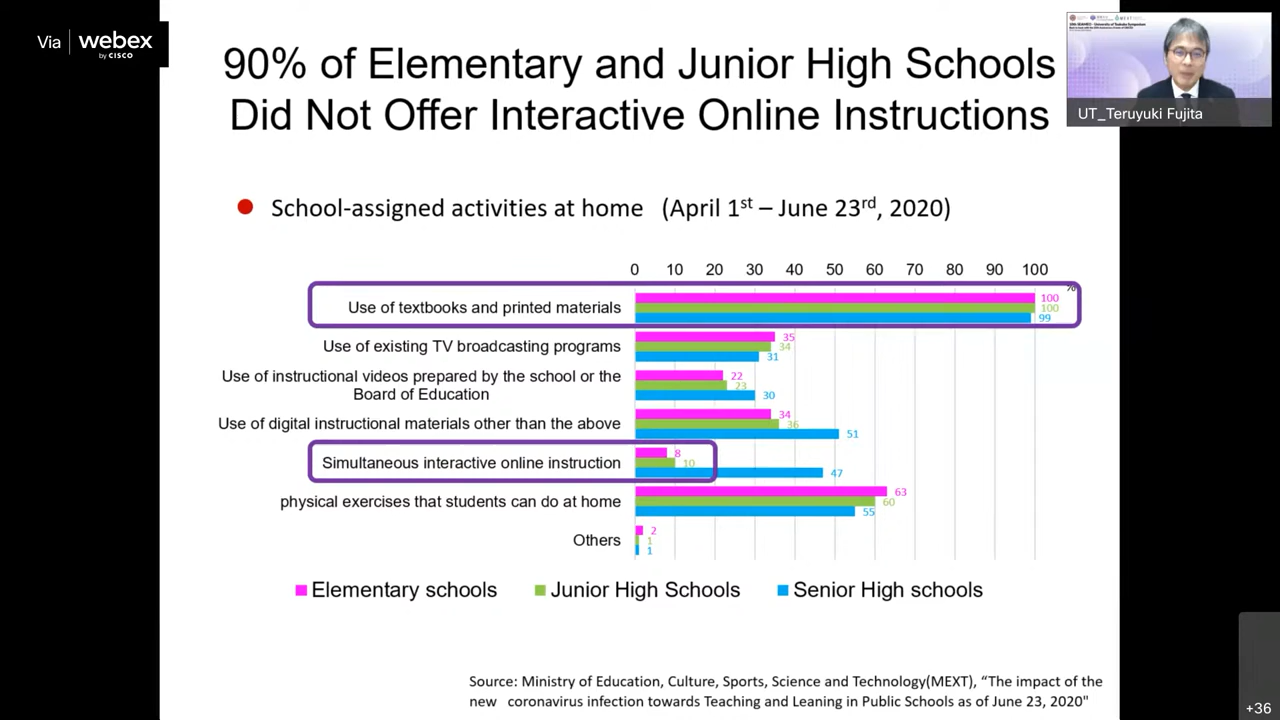 Via
webex
by CISCO
90% of Elementary and Junior High Schools
Did Not Offer Interactive Online Instructions
UT_Teruyuki Fujita
School-assigned activities at home (April 1st – June 23rd, 2020)
0 10 20 30 40 50 60 70 80 90 100
%
Use of textbooks and printed materials
100
100
99
Use of existing TV broadcasting programs
35
34
31
Use of instructional videos prepared by the school or the
Board of Education
22
23
30
Use of digital instructional materials other than the above
34
36
51
Simultaneous interactive online instruction
8
10
47
physical exercises that students can do at home
63
60
55
Others
2
1
1
Elementary schools Junior High Schools Senior High schools
Source: Ministry of Education, Culture, Sports, Science and Technology(MEXT), “The impact of the
new coronavirus infection towards Teaching and Leaning in Public Schools as of June 23, 2020"
+36